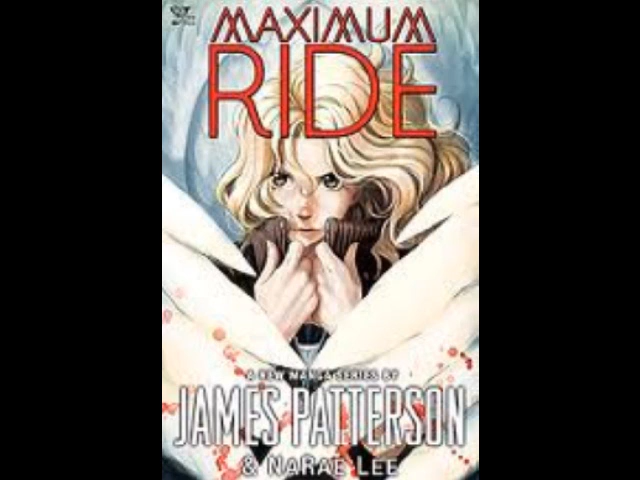 MAXIMUM
RIDE
A NEW MANGA SERIES BY
JAMES PATTERSON
& NARAE LEE